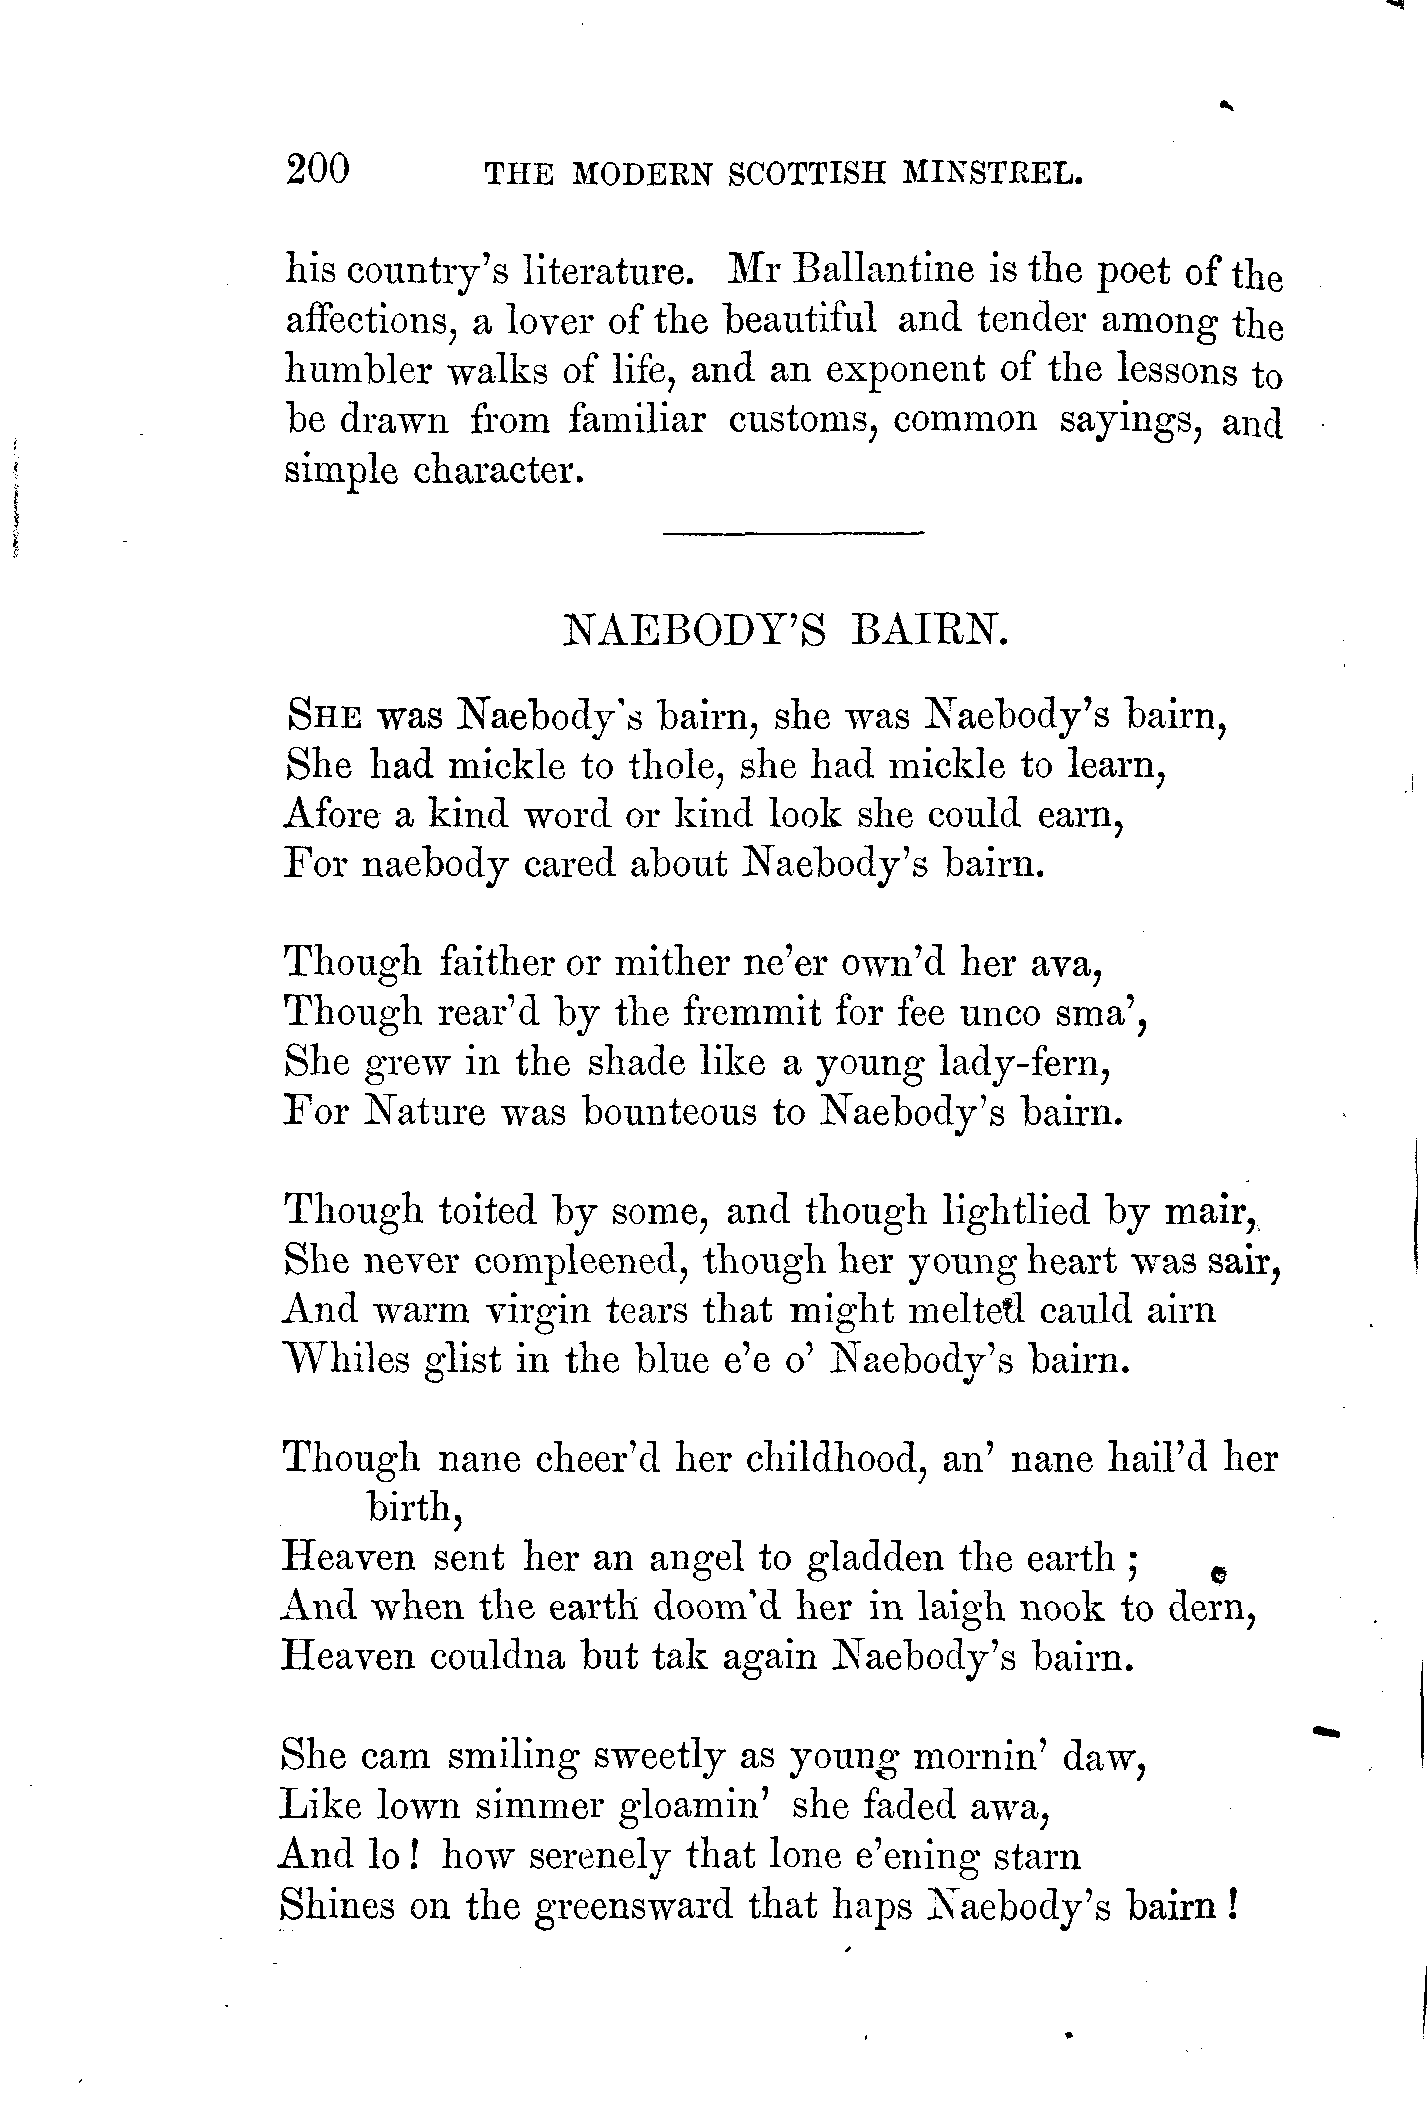 200 THE MODERN SCOTTISH MINSTREL.
his country's literature. Mr Ballantine is the poet of the
affections, a lover of the beautiful and tender among the
humbler walks of life, and an exponent of the lessons to
be drawn from familiar customs, common sayings, and
simple character.
NAEBODY'S BAIRN.
SHE was Naebody's bairn, she was Naebody's bairn,
She had mickle to thole, she had mickle to learn,
Afore a kind word or kind look she could earn,
For naebody cared about Naebody's bairn.
Though faither or mither ne'er own'd her ava,
Though rear'd by the fremmit for fee unco sma',
She grew in the shade like a young lady-fern,
For Nature was bounteous to Naebody's bairn.
Though toited by some, and though lightlied by mair,
She never compleened, though her young heart was sair,
And warm virgin tears that might melted cauld airn
Whiles glist in the blue e'e o' Naebody's bairn.
Though nane cheer'd her childhood, an' nane hail'd her
birth,
Heaven sent her an angel to gladden the earth ;
And when the earth doom'd her in laigh nook to dern,
Heaven couldna but tak again Naebody's bairn.
She cam smiling sweetly as young mornin' daw,
Like lown simmer gloamin' she faded awa,
And lo ! how serenely that lone e'ening starn
Shines on the greensward that haps Naebody's bairn !